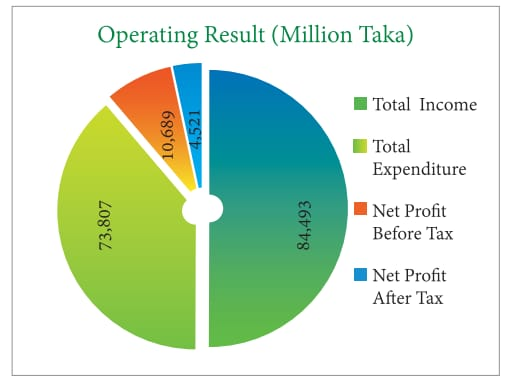 Operating Result (Million Taka)
10,689
4,521
73,807
84,493
Total Income
Total
Expenditure
Net Profit
Before Tax
Net Profit
After Tax